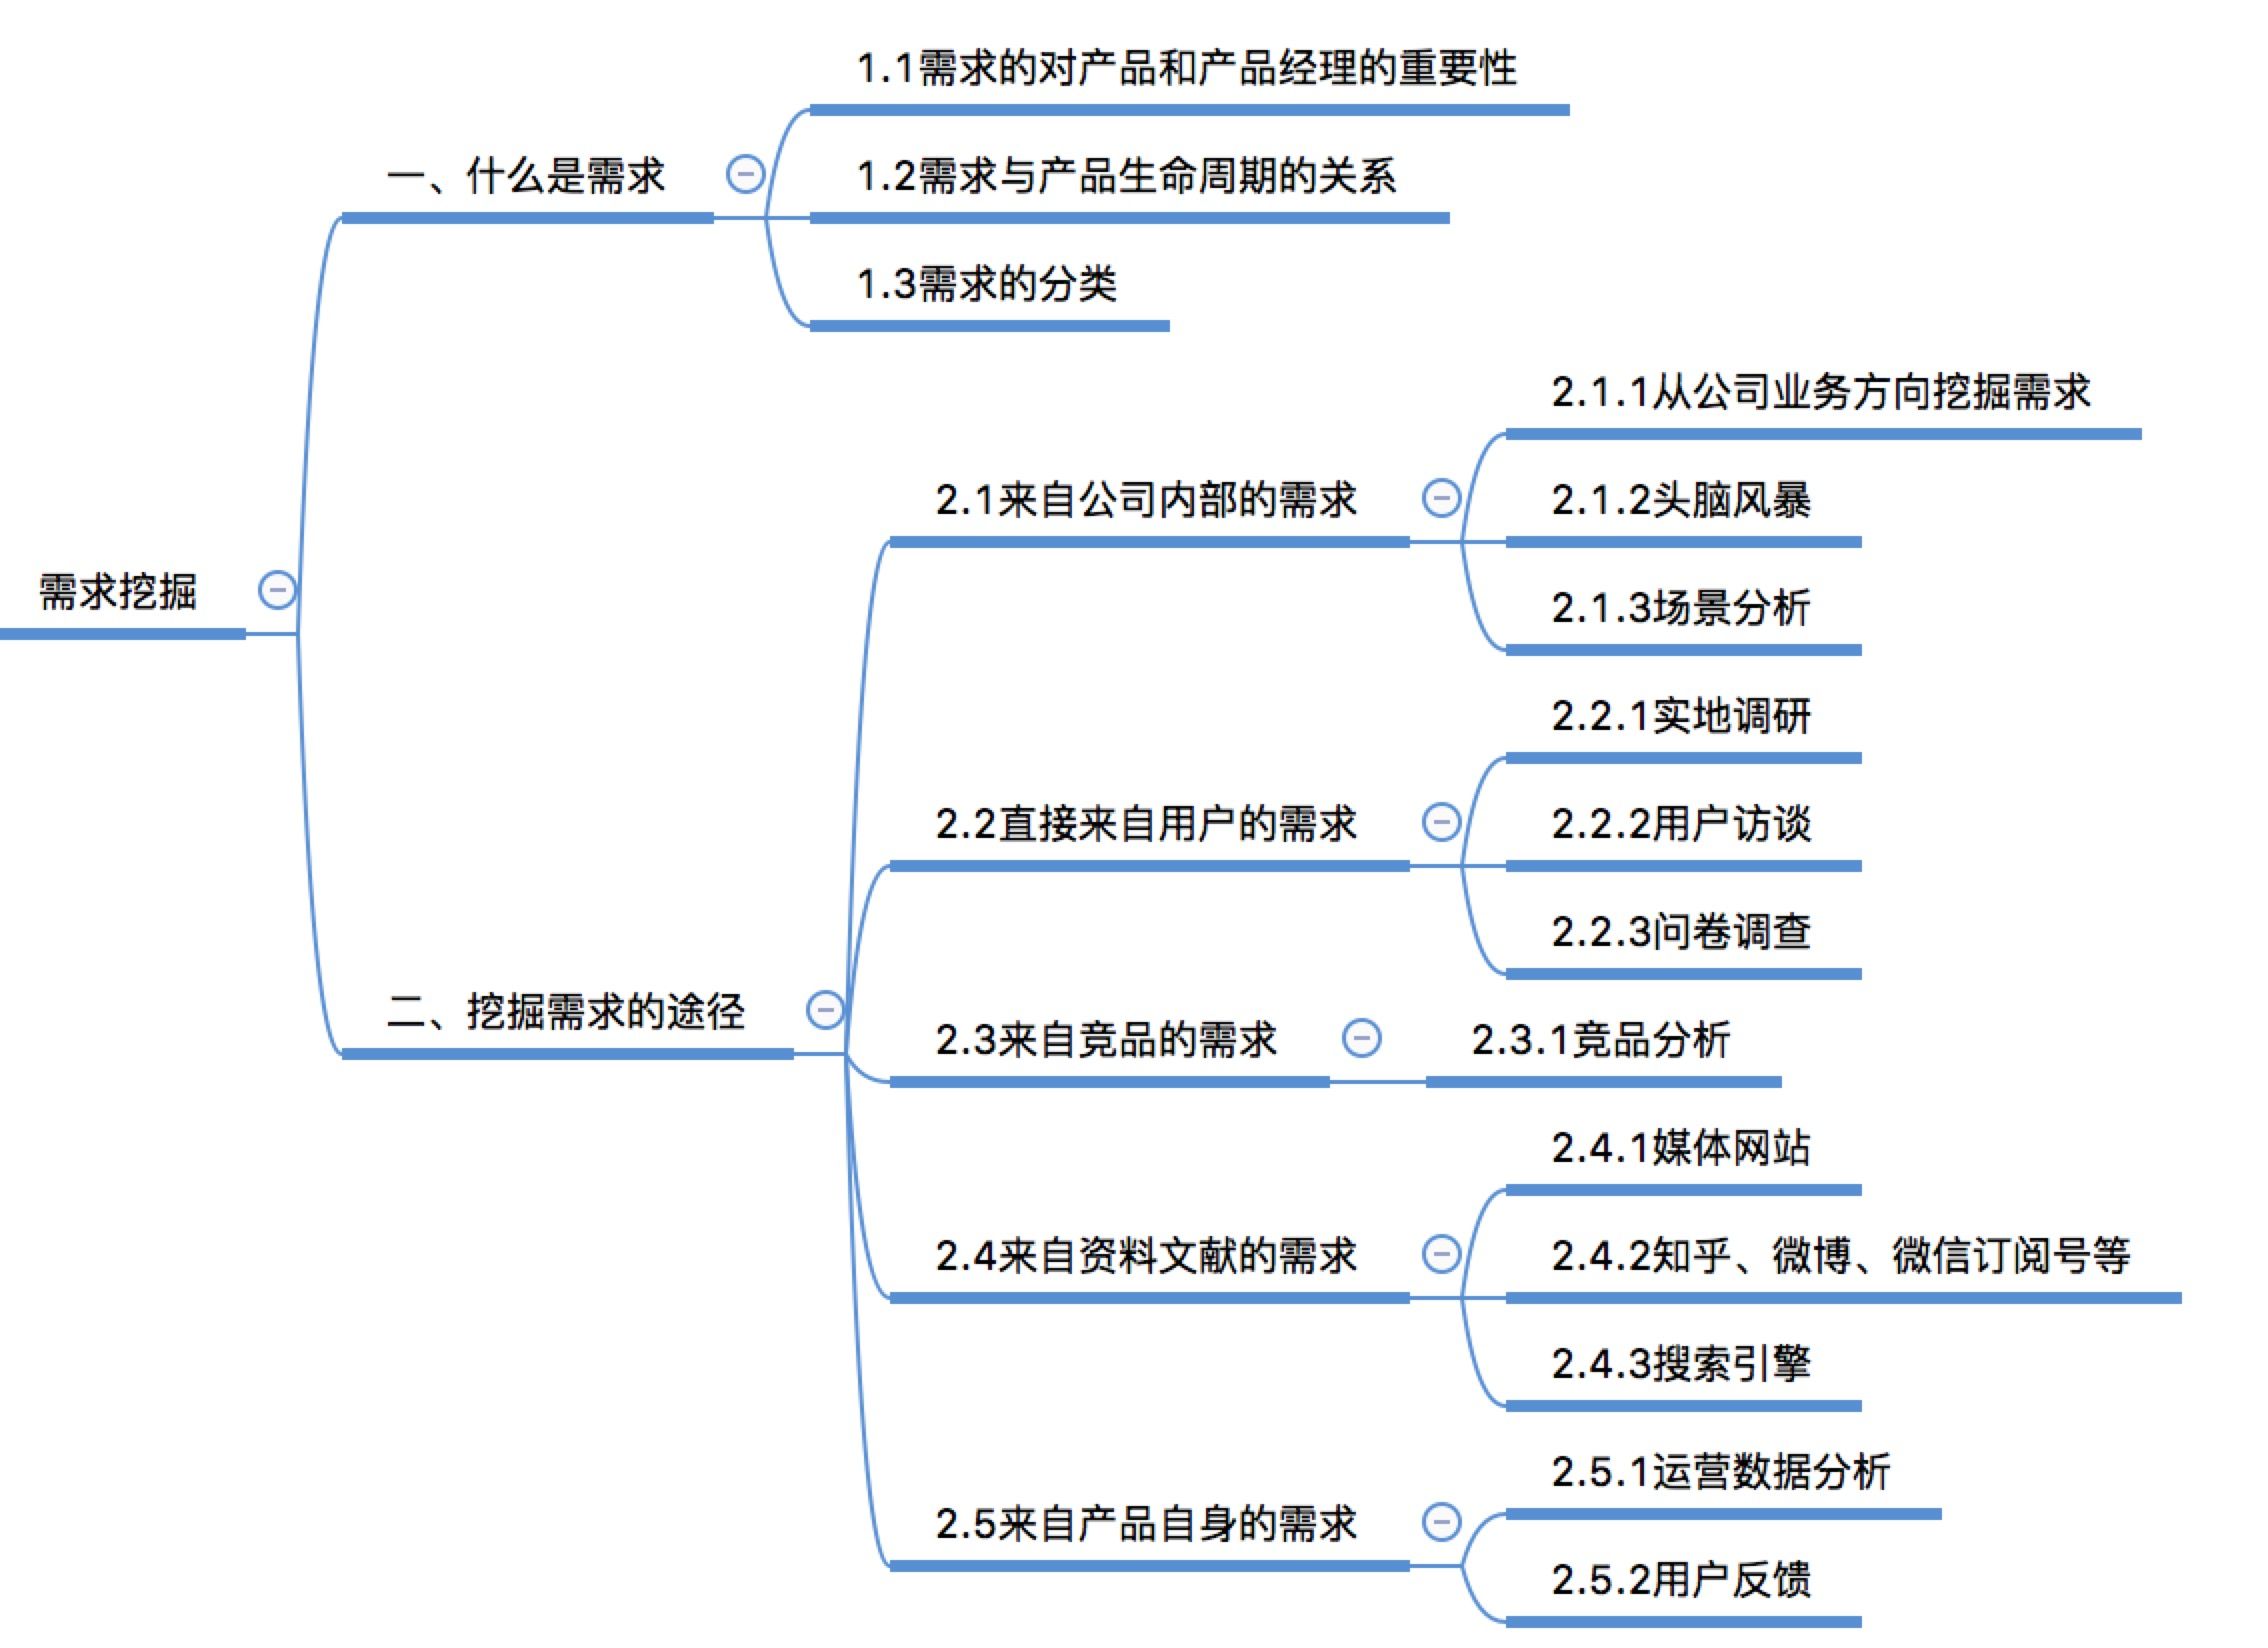 需求挖掘
一、什么是需求
1.1需求的对产品和产品经理的重要性
1.2需求与产品生命周期的关系
1.3需求的分类
二、挖掘需求的途径
2.1来自公司内部的需求
2.1.1从公司业务方向挖掘需求
2.1.2头脑风暴
2.1.3场景分析
2.2直接来自用户的需求
2.2.1实地调研
2.2.2用户访谈
2.2.3问卷调查
2.3来自竞品的需求
2.3.1竞品分析
2.4来自资料文献的需求
2.4.1媒体网站
2.4.2知乎、微博、微信订阅号等
2.4.3搜索引擎
2.5来自产品自身的需求
2.5.1运营数据分析
2.5.2用户反馈